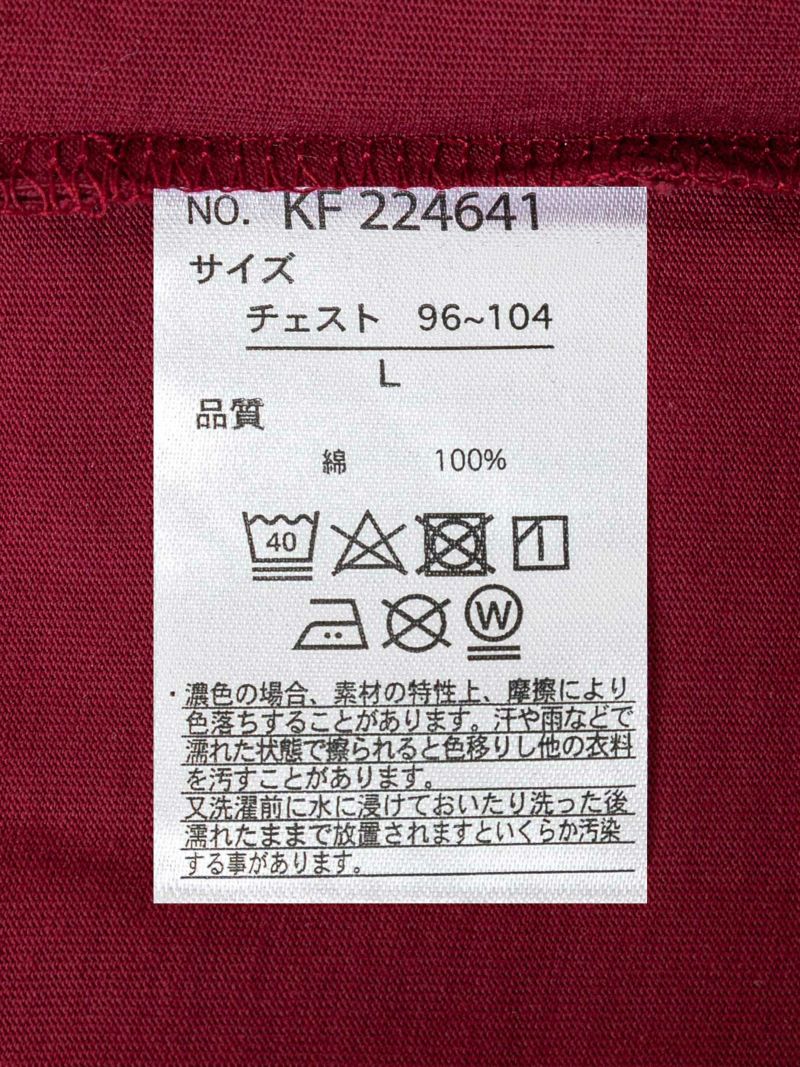 NO. KF 224641
サイズ
チェスト 96~104
L
品質
綿 100%
40
W
・濃色の場合、素材の特性上、摩擦により
色落ちすることがあります。汗や雨などで
濡れた状態で擦られると色移りし他の衣料
を汚すことがあります。
又洗濯前に水に浸けておいたり洗った後
濡れたままで放置されますといくらか汚染
する事があります。